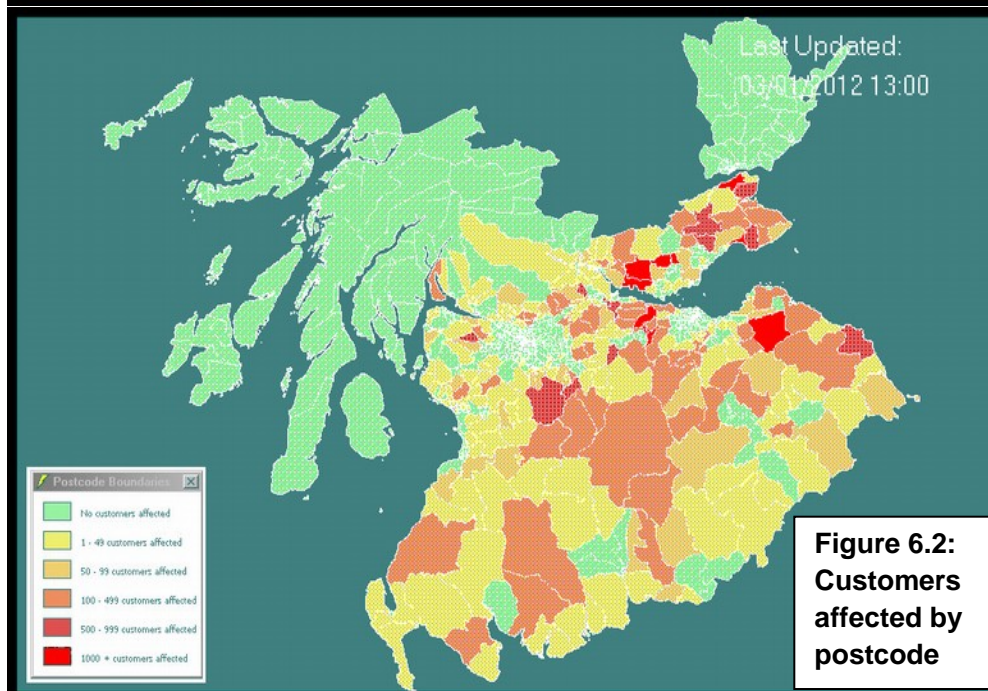 Last Updated:
03/01/2012 13:00
Postcode Boundaries
No customers affected
1 - 49 customers affected
50 - 99 customers affected
100 - 499 customers affected
500 - 999 customers affected
1000 + customers affected
Figure 6.2:
Customers
affected by
postcode